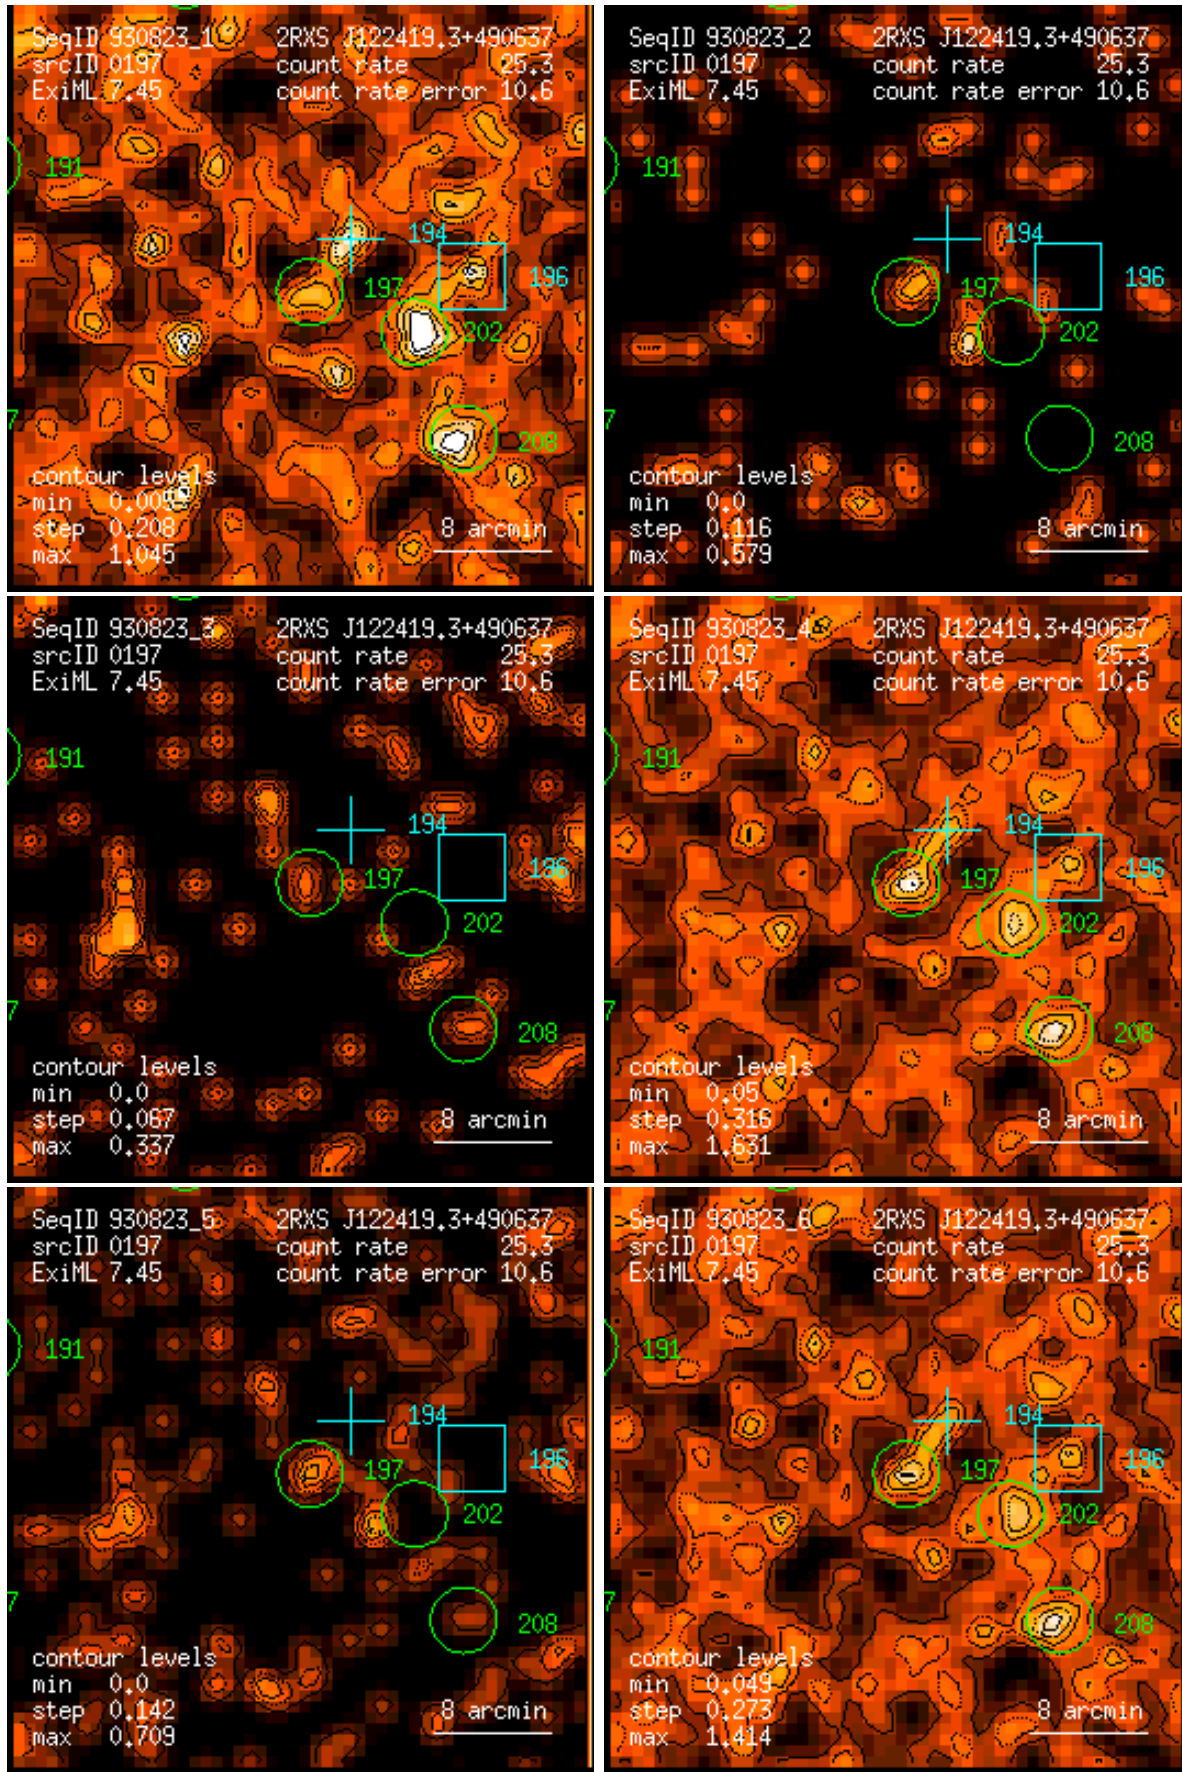 SeqID 930823_1 2RXS J122419.3+490637
srcID 0197 count rate 25.3
ExiML 7.45 count rate error 10.6
191
194
197 196
202
7 208
contour levels
min 0.005
step 0.208 8 arcmin
max 1.045
SeqID 930823_2 2RXS J122419.3+490637
srcID 0197 count rate 25.3
ExiML 7.45 count rate error 10.6
191
194
197 196
202
7 208
contour levels
min 0.0
step 0.116 8 arcmin
max 0.579
SeqID 930823_3 2RXS J122419.3+490637
srcID 0197 count rate 25.3
ExiML 7.45 count rate error 10.6
191
194
197 196
202
7 208
contour levels
min 0.0
step 0.067 8 arcmin
max 0.337
SeqID 930823_4 2RXS J122419.3+490637
srcID 0197 count rate 25.3
ExiML 7.45 count rate error 10.6
191
194
197 196
202
7 208
contour levels
min 0.05
step 0.316 8 arcmin
max 1.631
SeqID 930823_5 2RXS J122419.3+490637
srcID 0197 count rate 25.3
ExiML 7.45 count rate error 10.6
191
194
197 196
202
7 208
contour levels
min 0.0
step 0.142 8 arcmin
max 0.709
SeqID 930823_6 2RXS J122419.3+490637
srcID 0197 count rate 25.3
ExiML 7.45 count rate error 10.6
191
194
197 196
202
7 208
contour levels
min 0.049
step 0.273 8 arcmin
max 1.414